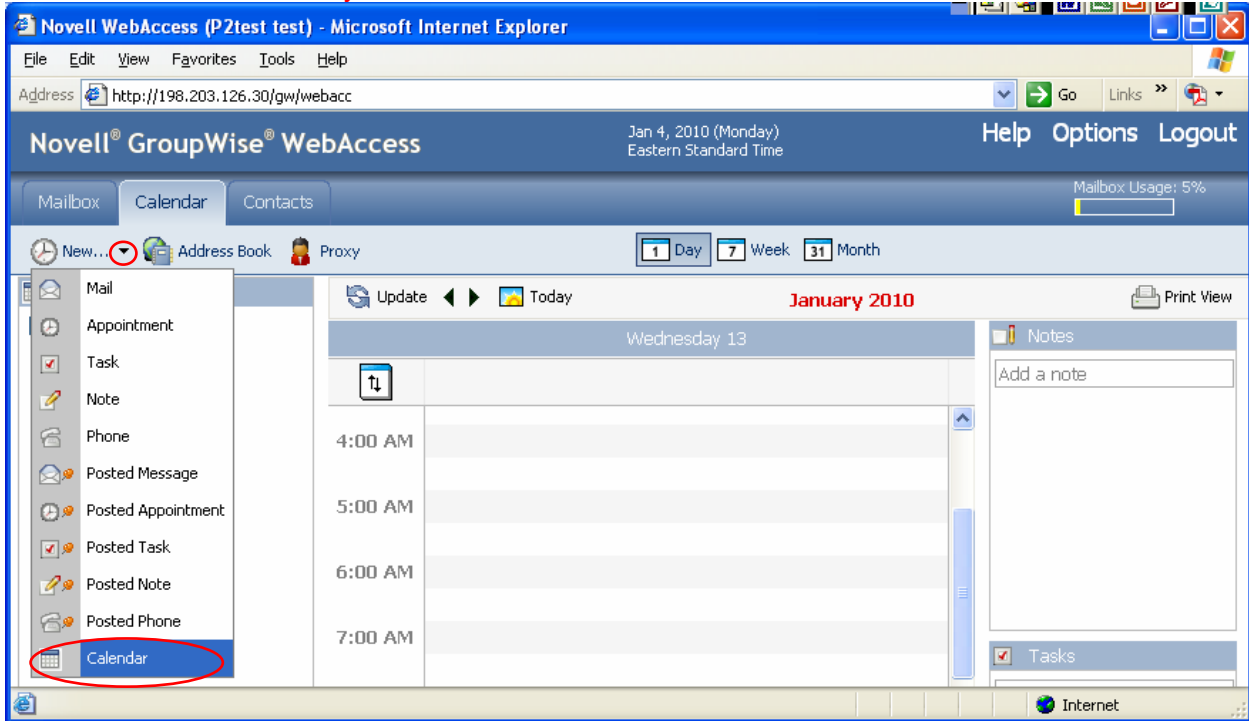 Novell WebAccess (P2test test) - Microsoft Internet Explorer
File Edit View Favorites Tools Help
Address http://198.203.126.30/gw/webacc Go Links »
Novell® GroupWise® WebAccess Jan 4, 2010 (Monday) Help Options Logout
Eastern Standard Time
Mailbox Calendar Contacts Mailbox Usage: 5%
New... Address Book Proxy 1 Day 7 Week 31 Month
Mail
Appointment
Task
Note
Phone
Posted Message
Posted Appointment
Posted Task
Posted Note
Posted Phone
Calendar
Update Today January 2010 Print View
Wednesday 13
4:00 AM
5:00 AM
6:00 AM
7:00 AM
Notes
Add a note
Tasks
Internet